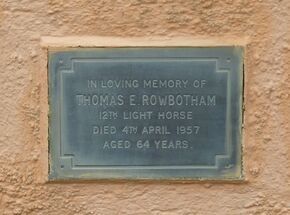 IN LOVING MEMORY OF
THOMAS E. ROWBOTHAM
12TH LIGHT HORSE
DIED 4TH APRIL 1957
AGED 64 YEARS.